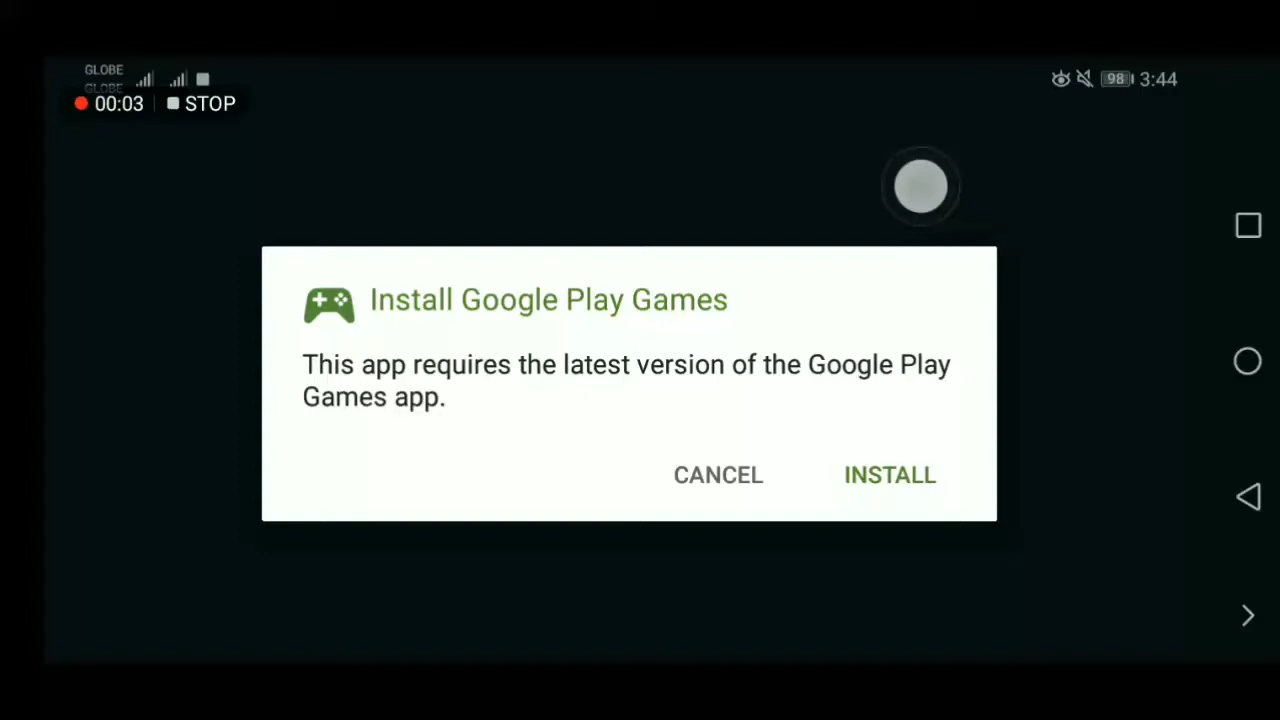 GLOBE
GLOBE
00:03 STOP
98 3:44
Install Google Play Games
This app requires the latest version of the Google Play
Games app.
CANCEL INSTALL